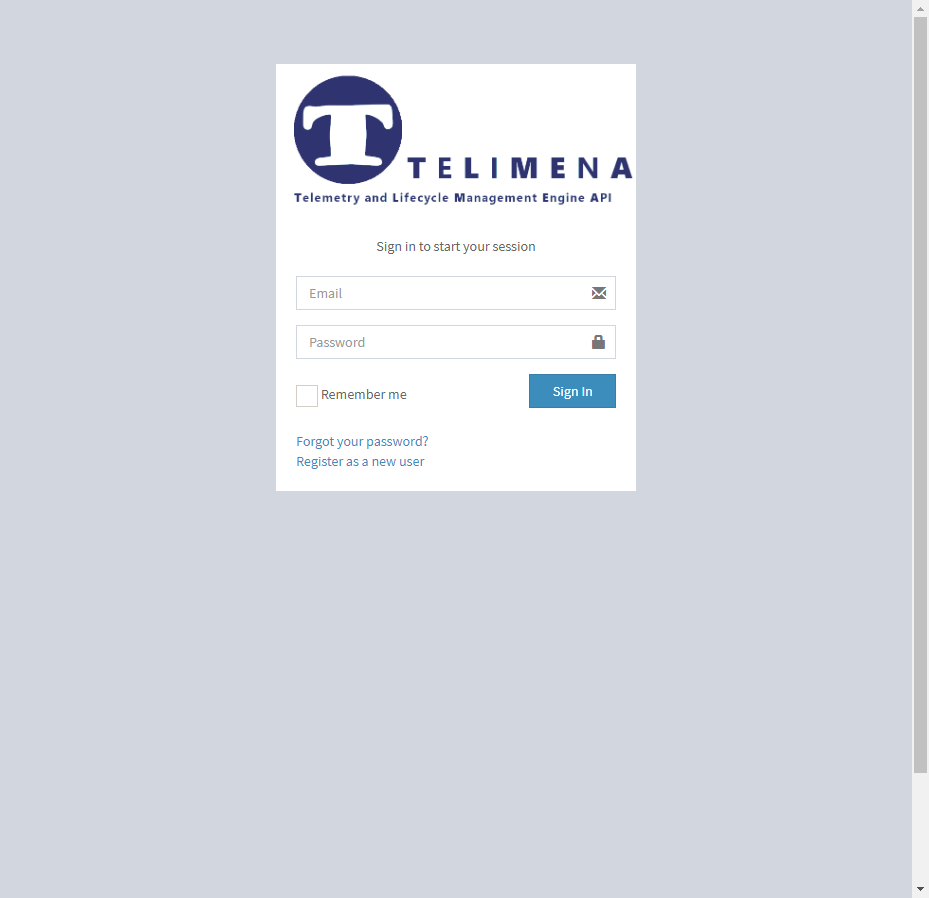 T
TELIMENA
Telemetry and Lifecycle Management Engine API
Sign in to start your session
Email
Password
Remember me
Sign In
Forgot your password?
Register as a new user